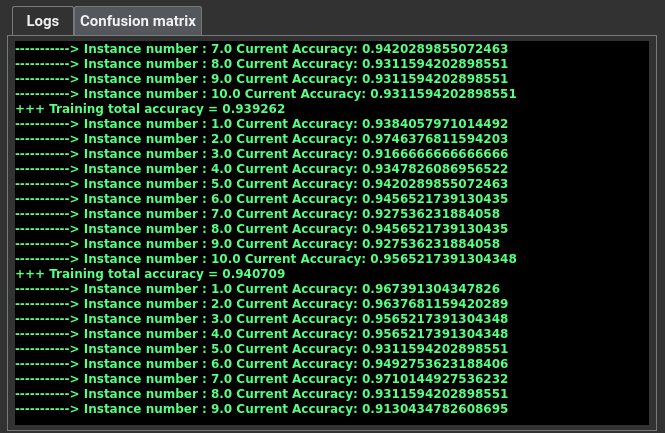 Logs
Confusion matrix
-----------> Instance number : 7.0 Current Accuracy: 0.9420289855072463
-----------> Instance number : 8.0 Current Accuracy: 0.9311594202898551
-----------> Instance number : 9.0 Current Accuracy: 0.9311594202898551
-----------> Instance number : 10.0 Current Accuracy: 0.9311594202898551
+++ Training total accuracy = 0.939262
-----------> Instance number : 1.0 Current Accuracy: 0.9384057971014492
-----------> Instance number : 2.0 Current Accuracy: 0.9746376811594203
-----------> Instance number : 3.0 Current Accuracy: 0.9166666666666666
-----------> Instance number : 4.0 Current Accuracy: 0.9347826086956522
-----------> Instance number : 5.0 Current Accuracy: 0.9420289855072463
-----------> Instance number : 6.0 Current Accuracy: 0.9456521739130435
-----------> Instance number : 7.0 Current Accuracy: 0.927536231884058
-----------> Instance number : 8.0 Current Accuracy: 0.9456521739130435
-----------> Instance number : 9.0 Current Accuracy: 0.927536231884058
-----------> Instance number : 10.0 Current Accuracy: 0.9565217391304348
+++ Training total accuracy = 0.940709
-----------> Instance number : 1.0 Current Accuracy: 0.967391304347826
-----------> Instance number : 2.0 Current Accuracy: 0.9637681159420289
-----------> Instance number : 3.0 Current Accuracy: 0.9565217391304348
-----------> Instance number : 4.0 Current Accuracy: 0.9565217391304348
-----------> Instance number : 5.0 Current Accuracy: 0.9311594202898551
-----------> Instance number : 6.0 Current Accuracy: 0.9492753623188406
-----------> Instance number : 7.0 Current Accuracy: 0.9710144927536232
-----------> Instance number : 8.0 Current Accuracy: 0.9311594202898551
-----------> Instance number : 9.0 Current Accuracy: 0.9130434782608695